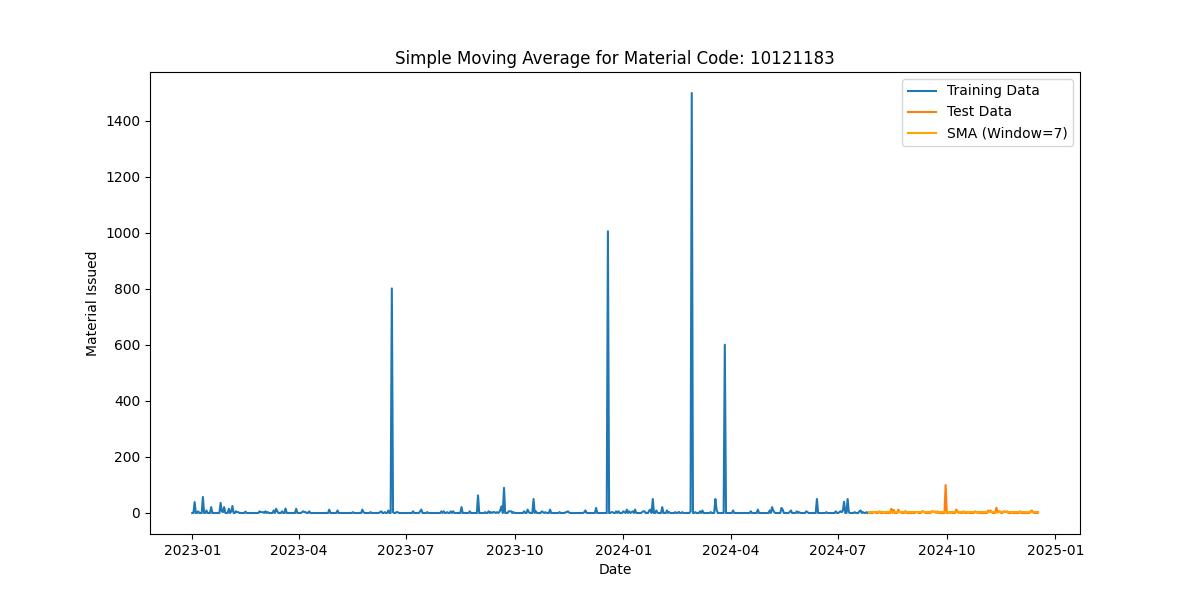 Simple Moving Average for Material Code: 10121183
Training Data
Test Data
SMA (Window=7)
Material Issued
1400
1200
1000
800
600
400
200
0
2023-01
2023-04
2023-07
2023-10
2024-01
2024-04
2024-07
2024-10
2025-01
Date